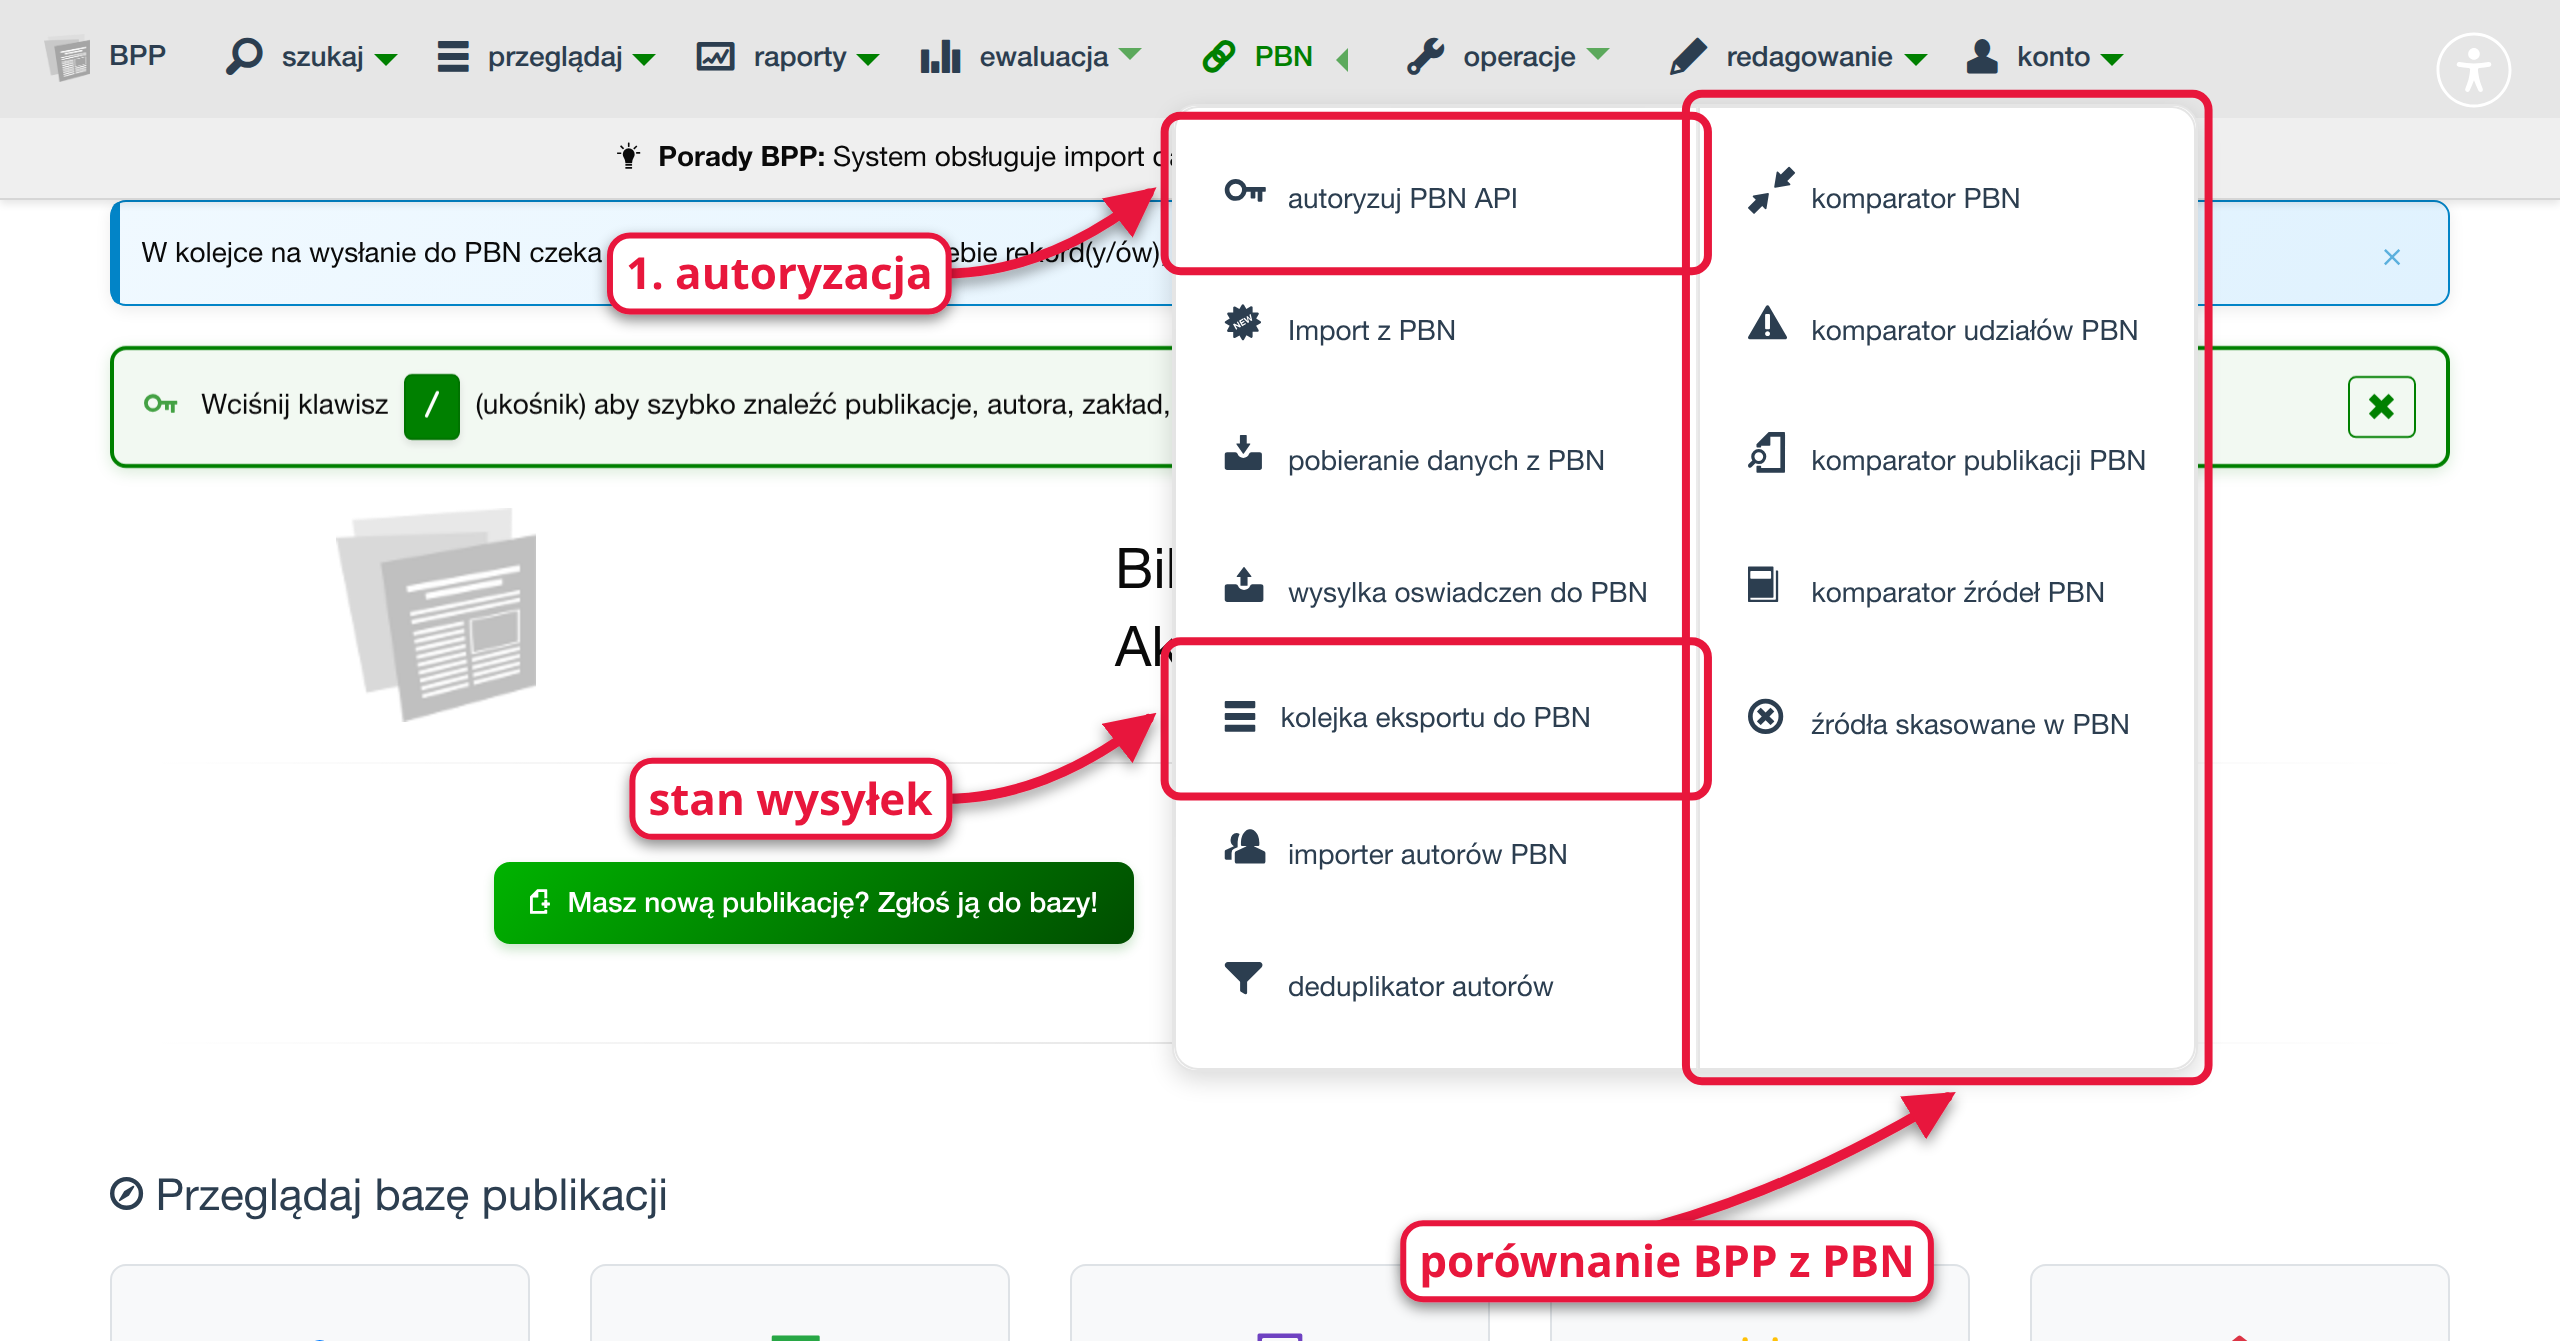 BPP szukaj przeglądaj raporty ewaluacja PBN operacje redagowanie konto
Porady BPP: System obsługuje import
W kolejce na wysłanie do PBN czeka rekord(y/ów)
Wciśnij klawisz / (ukośnik) aby szybko znaleźć publikacje, autora, zakład,
1. autoryzacja
autoryzuj PBN API
Import z PBN
NEW
pobieranie danych z PBN
wysylka oswiadczen do PBN
kolejka eksportu do PBN
importer autorów PBN
deduplikator autorów
komparator PBN
komparator udziałów PBN
komparator publikacji PBN
komparator źródeł PBN
źródła skasowane w PBN
stan wysyłek
Masz nową publikację? Zgłoś ją do bazy!
porównanie BPP z PBN
Przeglądaj bazę publikacji